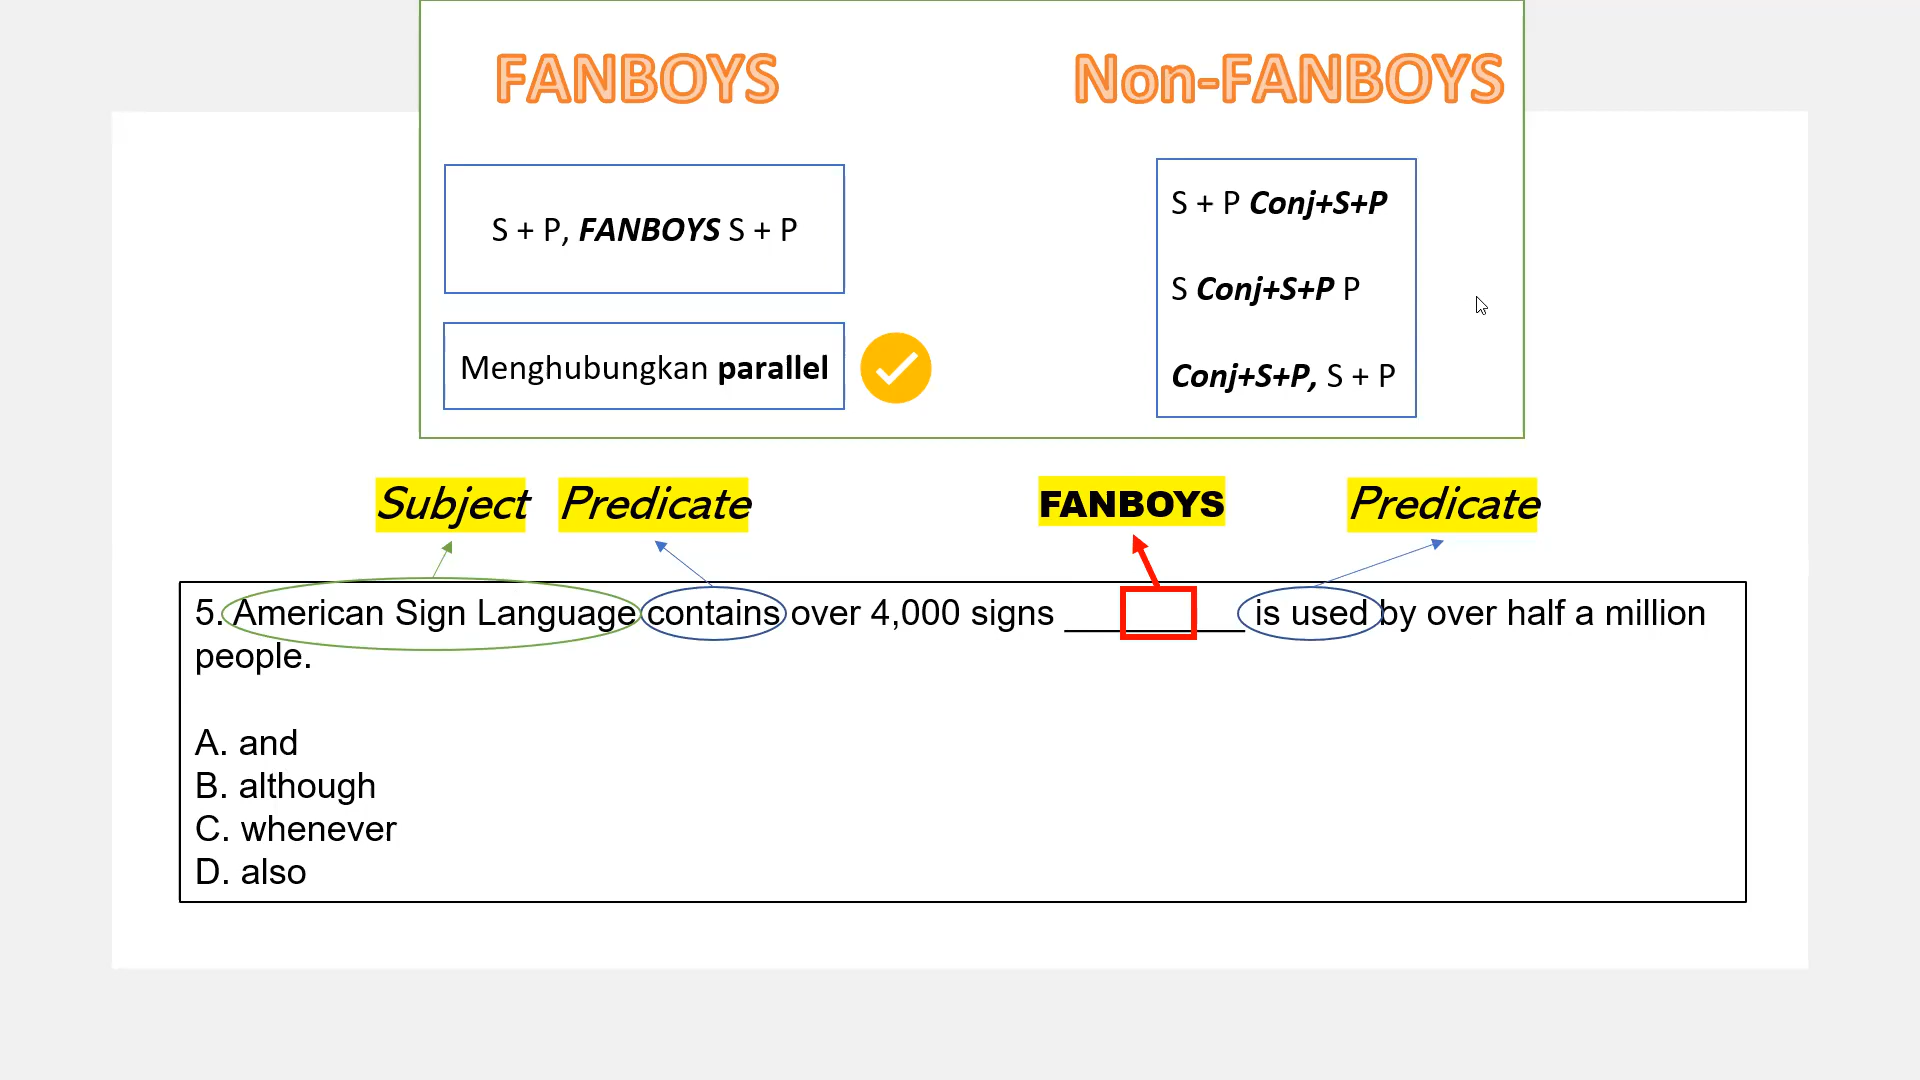 FANBOYS
Non-FANBOYS
S + P, FANBOYS S + P
Menghubungkan parallel
S + P Conj+S+P
S Conj+S+P P
Conj+S+P, S + P
Subject
Predicate
FANBOYS
Predicate
5. American Sign Language contains over 4,000 signs _________ is used by over half a million
people.
A. and
B. although
C. whenever
D. also